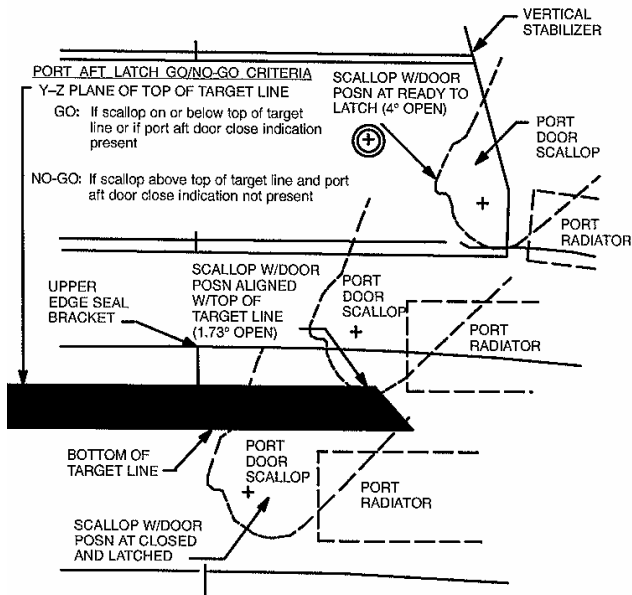 VERTICAL
STABILIZER
PORT AFT LATCH GO/NO-GO CRITERIA
Y–Z PLANE OF TOP OF TARGET LINE
GO: If scallop on or below top of target
line or if port aft door close indication
present
NO-GO: If scallop above top of target line and port
aft door close indication not present
SCALLOP W/DOOR
POSN AT READY TO
LATCH (4° OPEN)
PORT
DOOR
SCALLOP
PORT
RADIATOR
UPPER
EDGE SEAL
BRACKET
SCALLOP W/DOOR
POSN ALIGNED
W/TOP OF
TARGET LINE
(1.73° OPEN)
PORT
DOOR
SCALLOP
PORT
RADIATOR
BOTTOM OF
TARGET LINE
PORT
DOOR
SCALLOP
PORT
RADIATOR
SCALLOP W/DOOR
POSN AT CLOSED
AND LATCHED